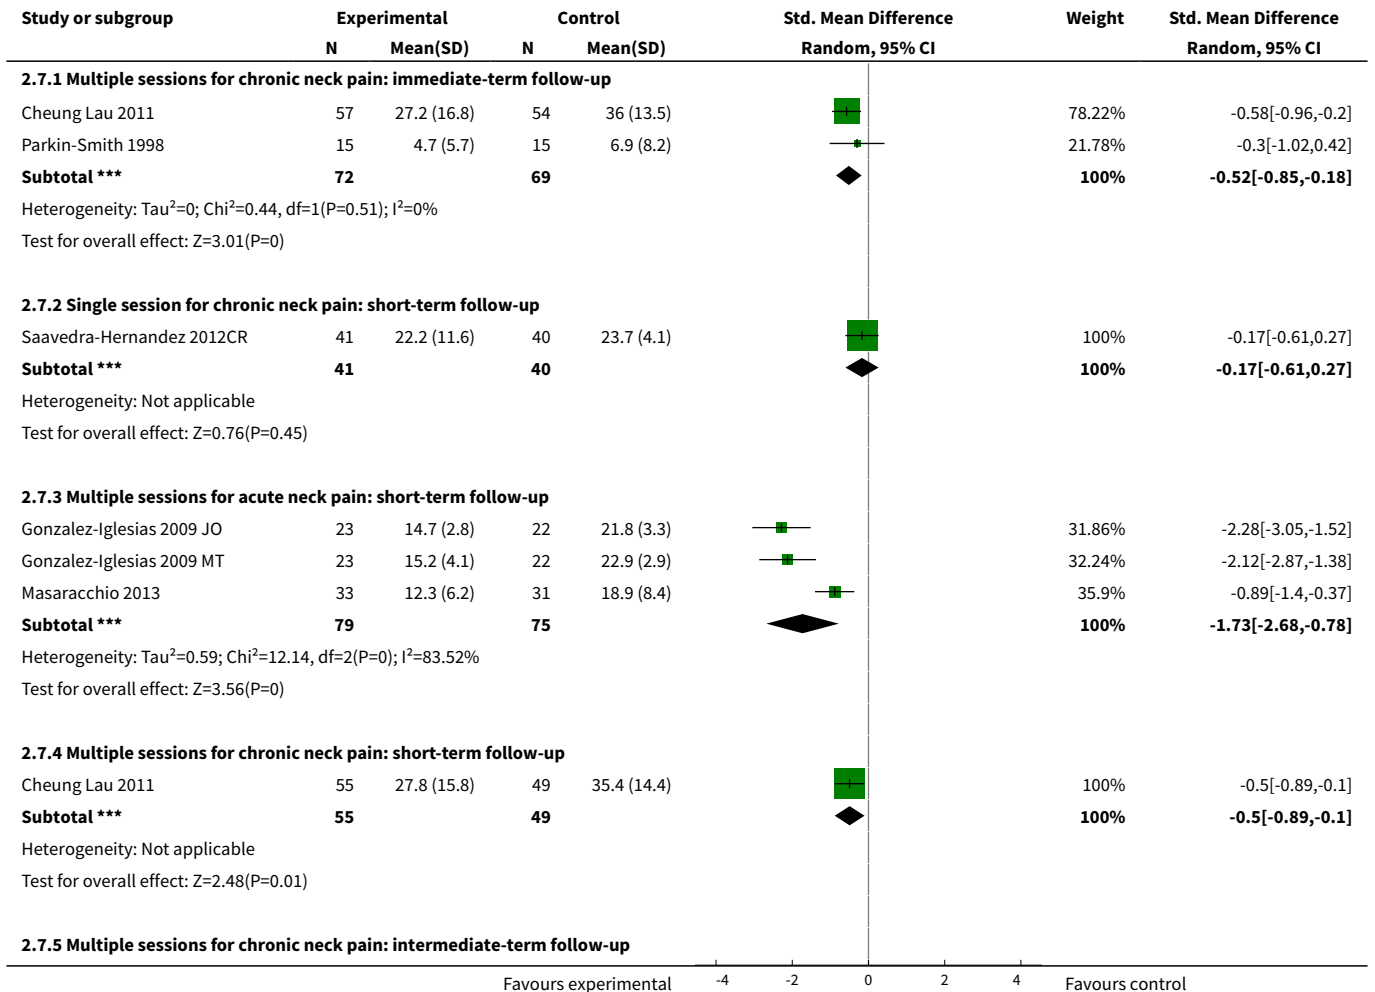 Study or subgroup Experimental Control Std. Mean Difference Weight Std. Mean Difference
N Mean(SD) N Mean(SD) Random, 95% CI Random, 95% CI
2.7.1 Multiple sessions for chronic neck pain: immediate-term follow-up
Cheung Lau 2011 57 27.2 (16.8) 54 36 (13.5) 78.22% -0.58[-0.96,-0.2]
Parkin-Smith 1998 15 4.7 (5.7) 15 6.9 (8.2) 21.78% -0.3[-1.02,0.42]
Subtotal *** 72 69 100% -0.52[-0.85,-0.18]
Heterogeneity: Tau²=0; Chi²=0.44, df=1(P=0.51); I²=0%
Test for overall effect: Z=3.01(P=0)
2.7.2 Single session for chronic neck pain: short-term follow-up
Saavedra-Hernandez 2012CR 41 22.2 (11.6) 40 23.7 (4.1) 100% -0.17[-0.61,0.27]
Subtotal *** 41 40 100% -0.17[-0.61,0.27]
Heterogeneity: Not applicable
Test for overall effect: Z=0.76(P=0.45)
2.7.3 Multiple sessions for acute neck pain: short-term follow-up
Gonzalez-Iglesias 2009 JO 23 14.7 (2.8) 22 21.8 (3.3) 31.86% -2.28[-3.05,-1.52]
Gonzalez-Iglesias 2009 MT 23 15.2 (4.1) 22 22.9 (2.9) 32.24% -2.12[-2.87,-1.38]
Masaracchio 2013 33 12.3 (6.2) 31 18.9 (8.4) 35.9% -0.89[-1.4,-0.37]
Subtotal *** 79 75 100% -1.73[-2.68,-0.78]
Heterogeneity: Tau²=0.59; Chi²=12.14, df=2(P=0); I²=83.52%
Test for overall effect: Z=3.56(P=0)
2.7.4 Multiple sessions for chronic neck pain: short-term follow-up
Cheung Lau 2011 55 27.8 (15.8) 49 35.4 (14.4) 100% -0.5[-0.89,-0.1]
Subtotal *** 55 49 100% -0.5[-0.89,-0.1]
Heterogeneity: Not applicable
Test for overall effect: Z=2.48(P=0.01)
2.7.5 Multiple sessions for chronic neck pain: intermediate-term follow-up
Favours experimental -4 -2 0 2 4 Favours control